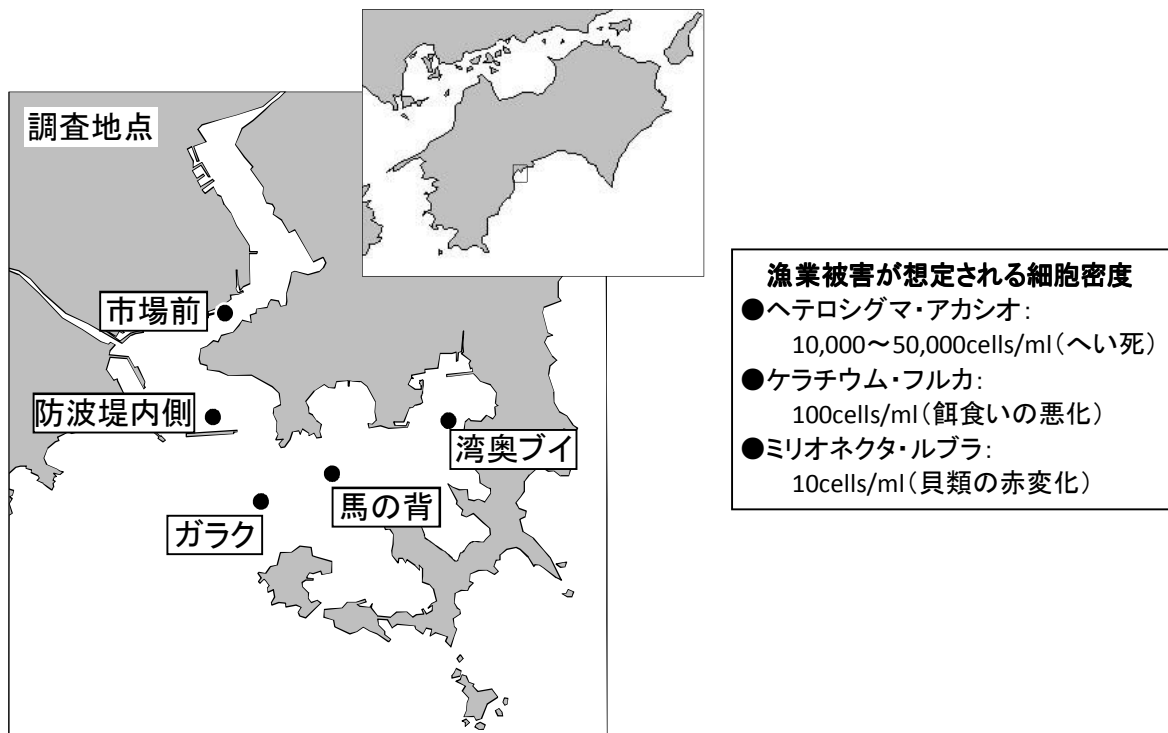 調査地点
市場前
防波堤内側
湾奥ブイ
馬の背
ガラク
漁業被害が想定される細胞密度
●ヘテロシグマ・アカシオ：
10,000～50,000cells/ml（へい死）
●ケラチウム・フルカ：
100cells/ml（餌食いの悪化）
●ミリオネクタ・ルブラ：
10cells/ml（貝類の赤変化）